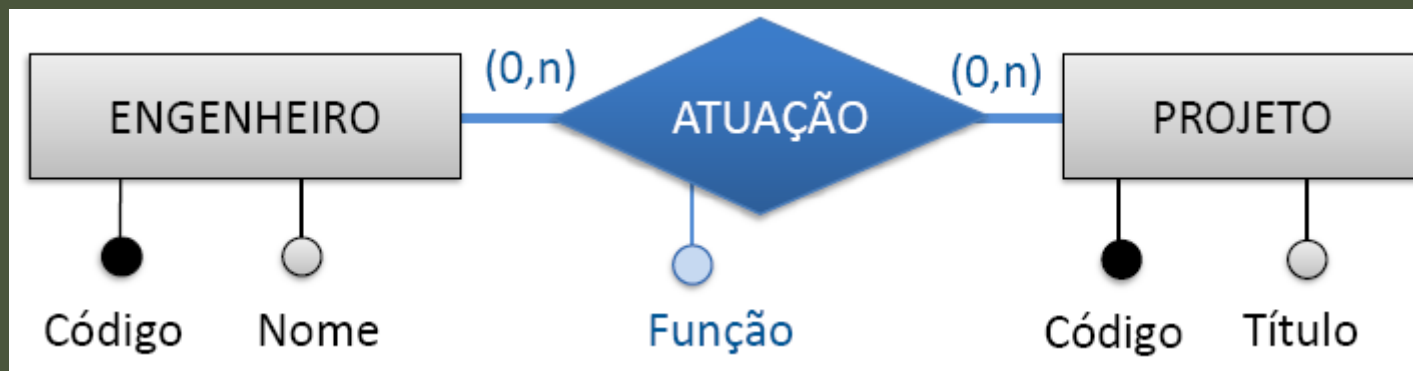 (0,n) (0,n)
ENGENHEIRO ATUAÇÃO PROJETO
Código Nome Função Código Título